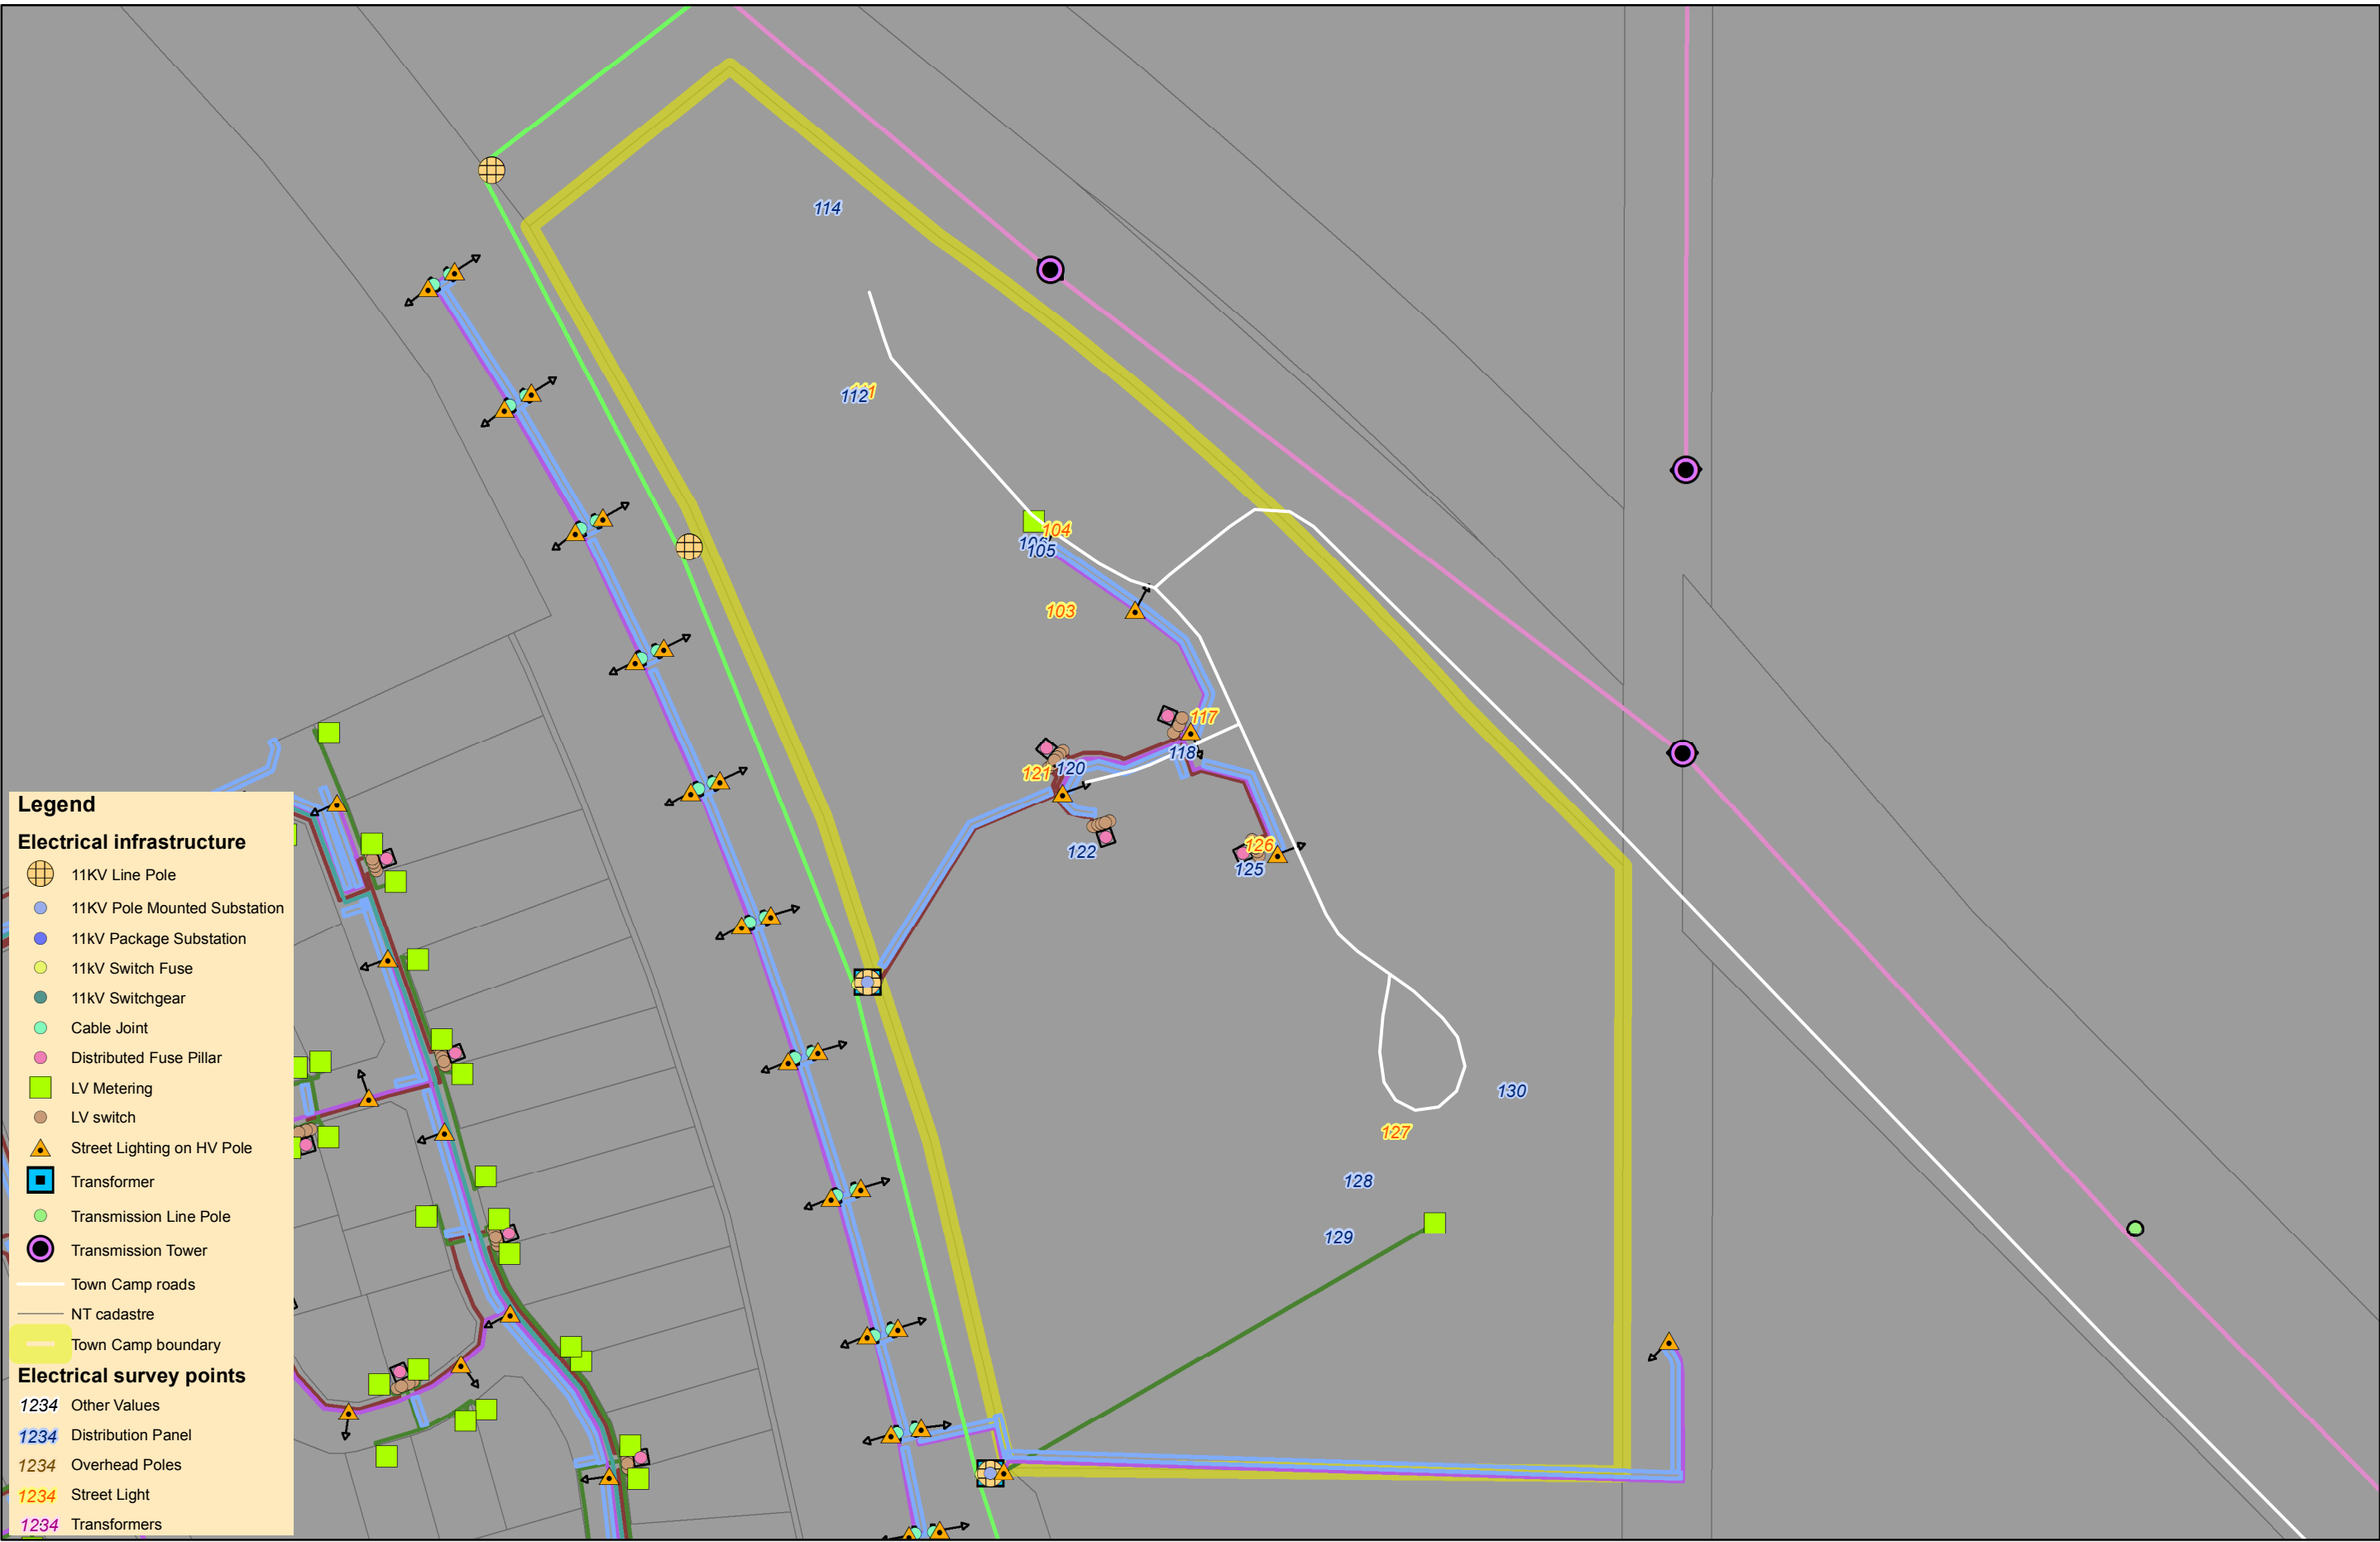 114
112
104
105
103
117
118
121
120
122
126
125
130
127
128
129
Legend
Electrical infrastructure
11KV Line Pole
11KV Pole Mounted Substation
11kV Package Substation
11kV Switch Fuse
11kV Switchgear
Cable Joint
Distributed Fuse Pillar
LV Metering
LV switch
Street Lighting on HV Pole
Transformer
Transmission Line Pole
Transmission Tower
Town Camp roads
NT cadastre
Town Camp boundary
Electrical survey points
1234 Other Values
1234 Distribution Panel
1234 Overhead Poles
1234 Street Light
1234 Transformers